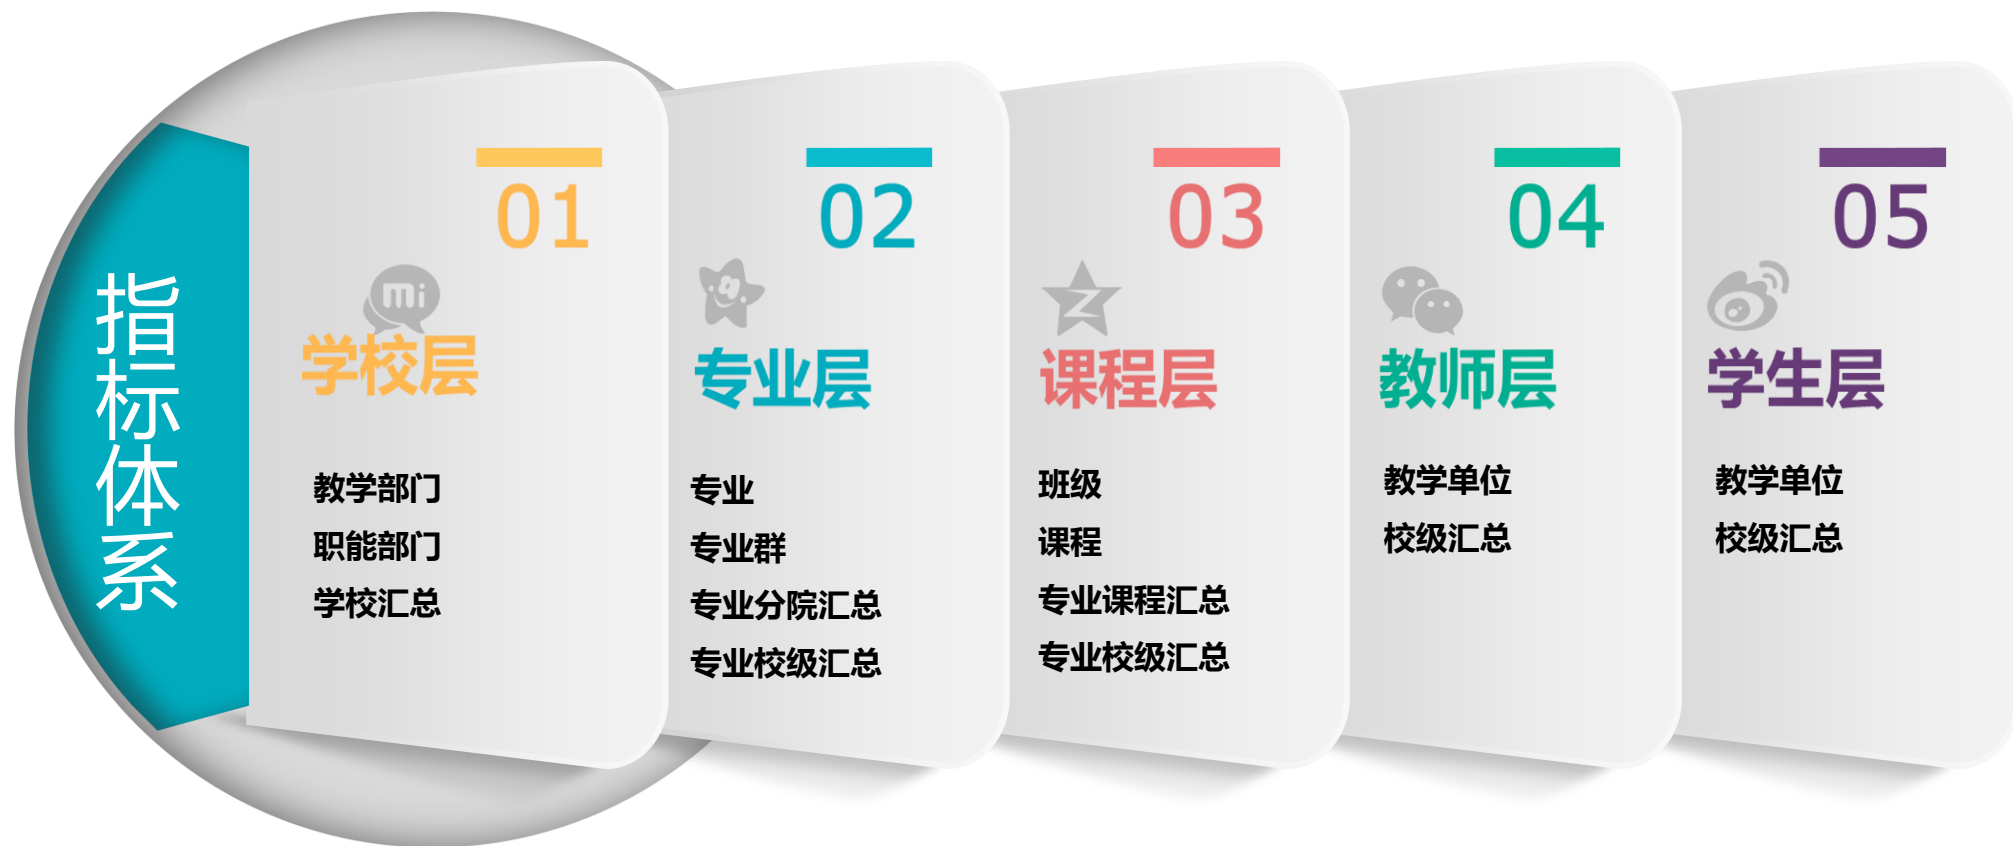 指标体系
01
mi
学校层
教学部门
职能部门
学校汇总
02
专业层
专业
专业群
专业分院汇总
专业校级汇总
03
Z
课程层
班级
课程
专业课程汇总
专业校级汇总
04
教师层
教学单位
校级汇总
05
学生层
教学单位
校级汇总